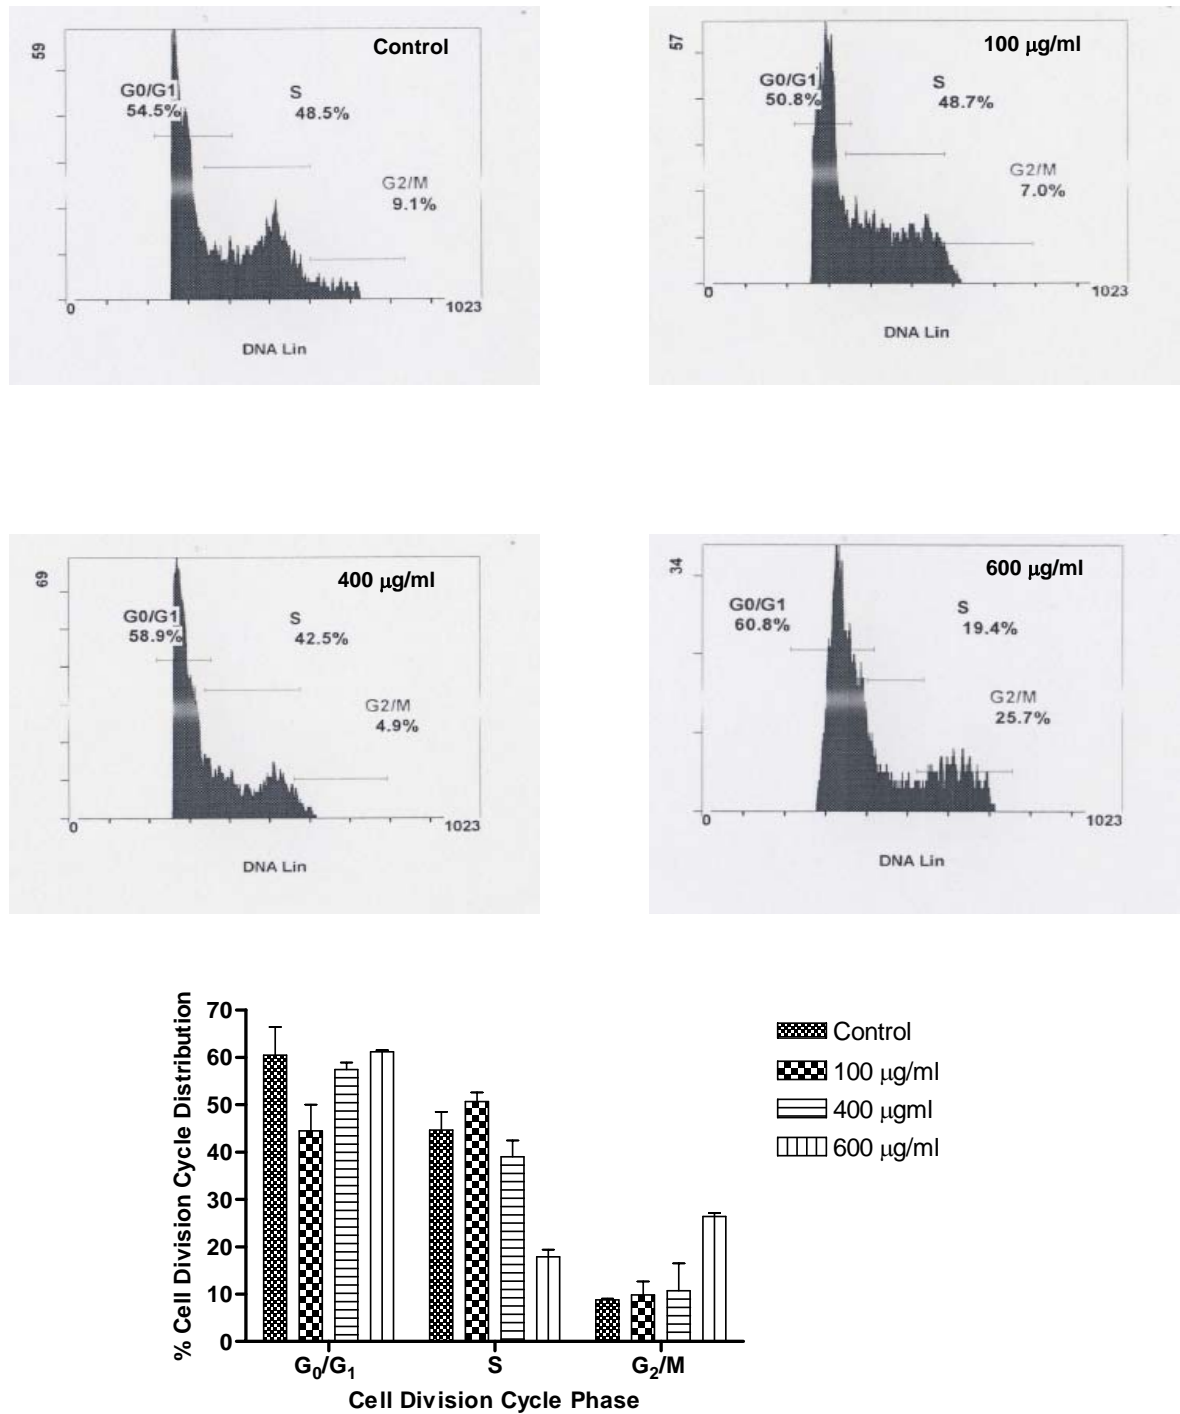 59
Control
G0/G1
54.5%
S
48.5%
G2/M
9.1%
0
1023
DNA Lin
57
100 µg/ml
G0/G1
50.8%
S
48.7%
G2/M
7.0%
0
1023
DNA Lin
69
400 µg/ml
G0/G1
58.9%
S
42.5%
G2/M
4.9%
0
1023
DNA Lin
34
600 µg/ml
G0/G1
60.8%
S
19.4%
G2/M
25.7%
0
1023
DNA Lin
% Cell Division Cycle Distribution
70
60
50
40
30
20
10
0
G₀/G₁
S
G₂/M
Cell Division Cycle Phase
Control
100 µg/ml
400 µgml
600 µg/ml